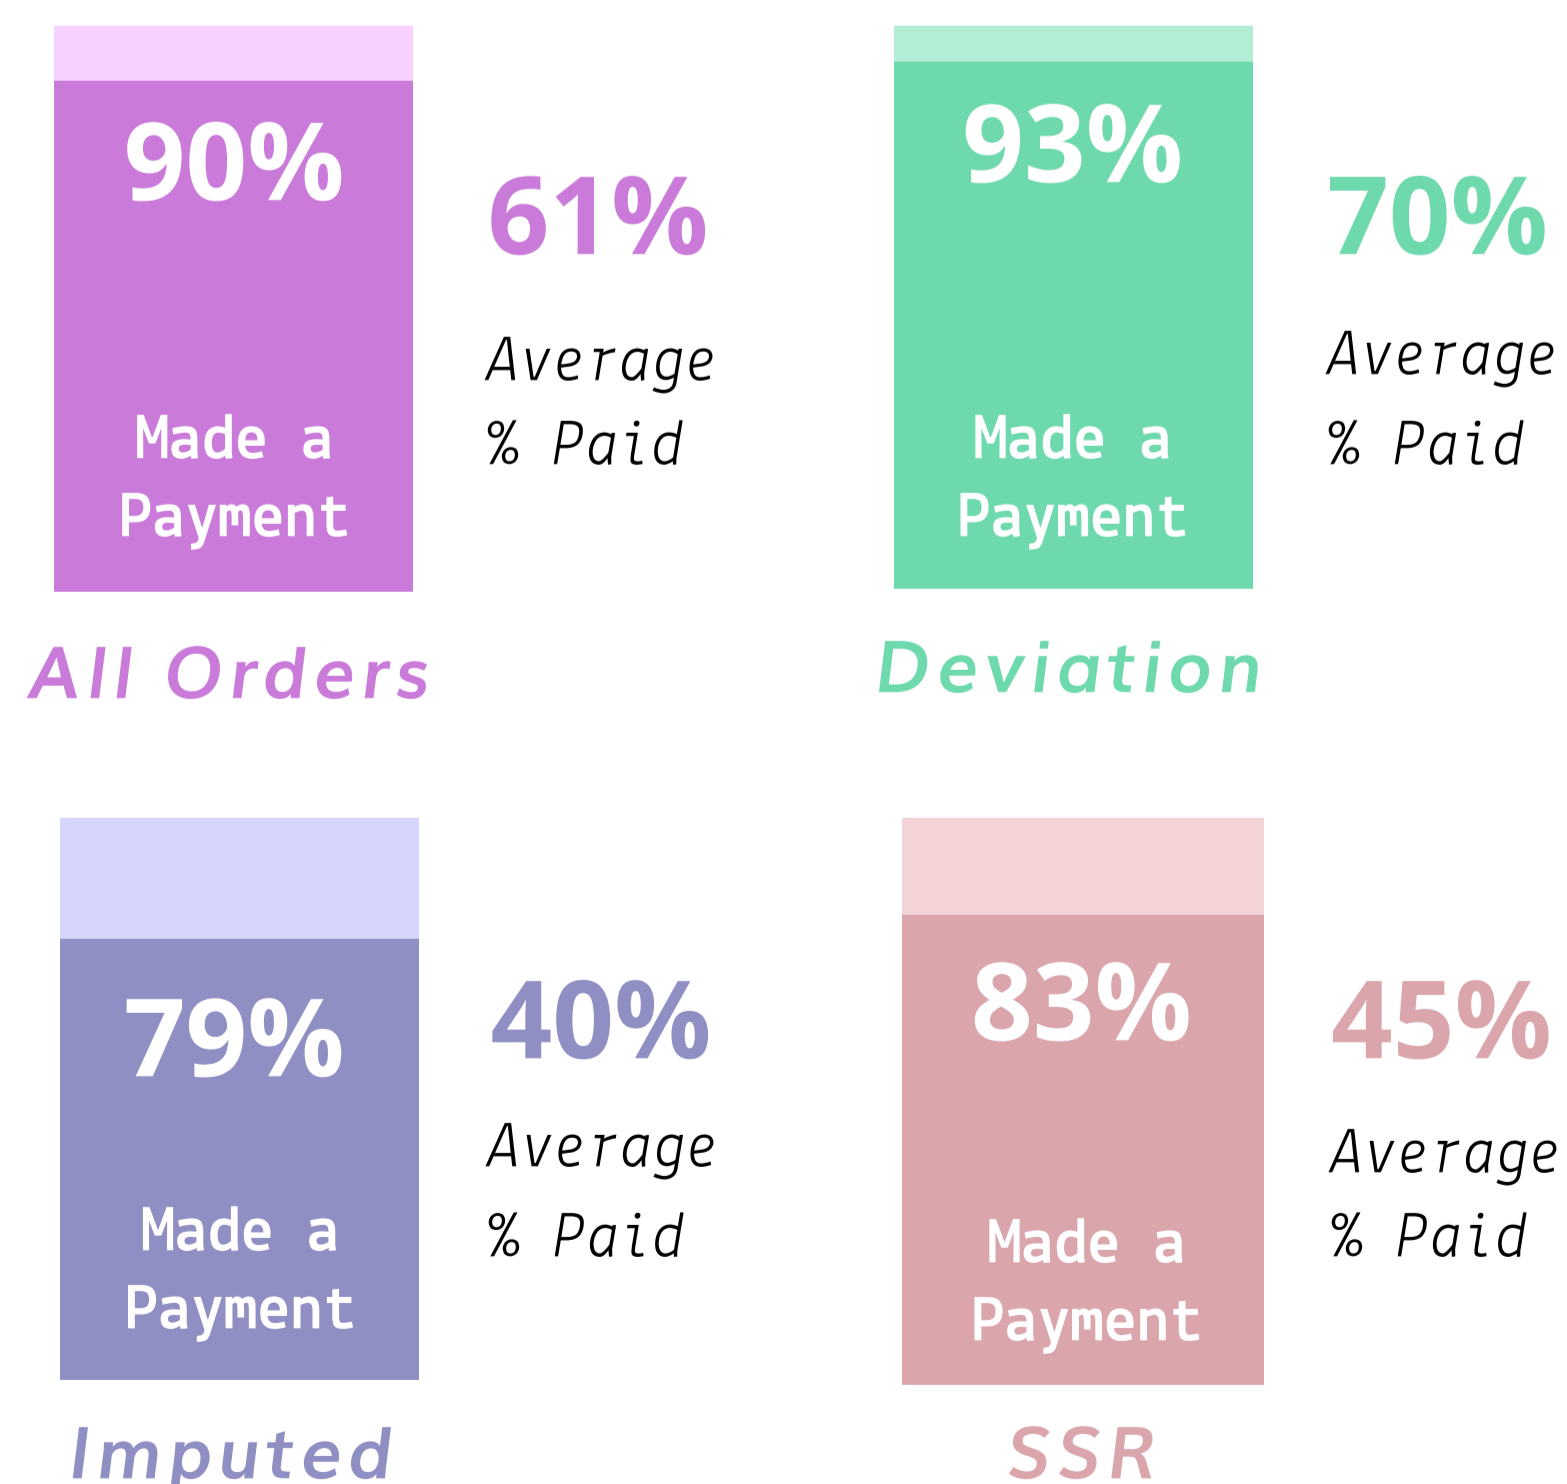 90%
Made a
Payment
61%
Average
% Paid
All Orders
93%
Made a
Payment
70%
Average
% Paid
Deviation
79%
Made a
Payment
40%
Average
% Paid
Imputed
83%
Made a
Payment
45%
Average
% Paid
SSR